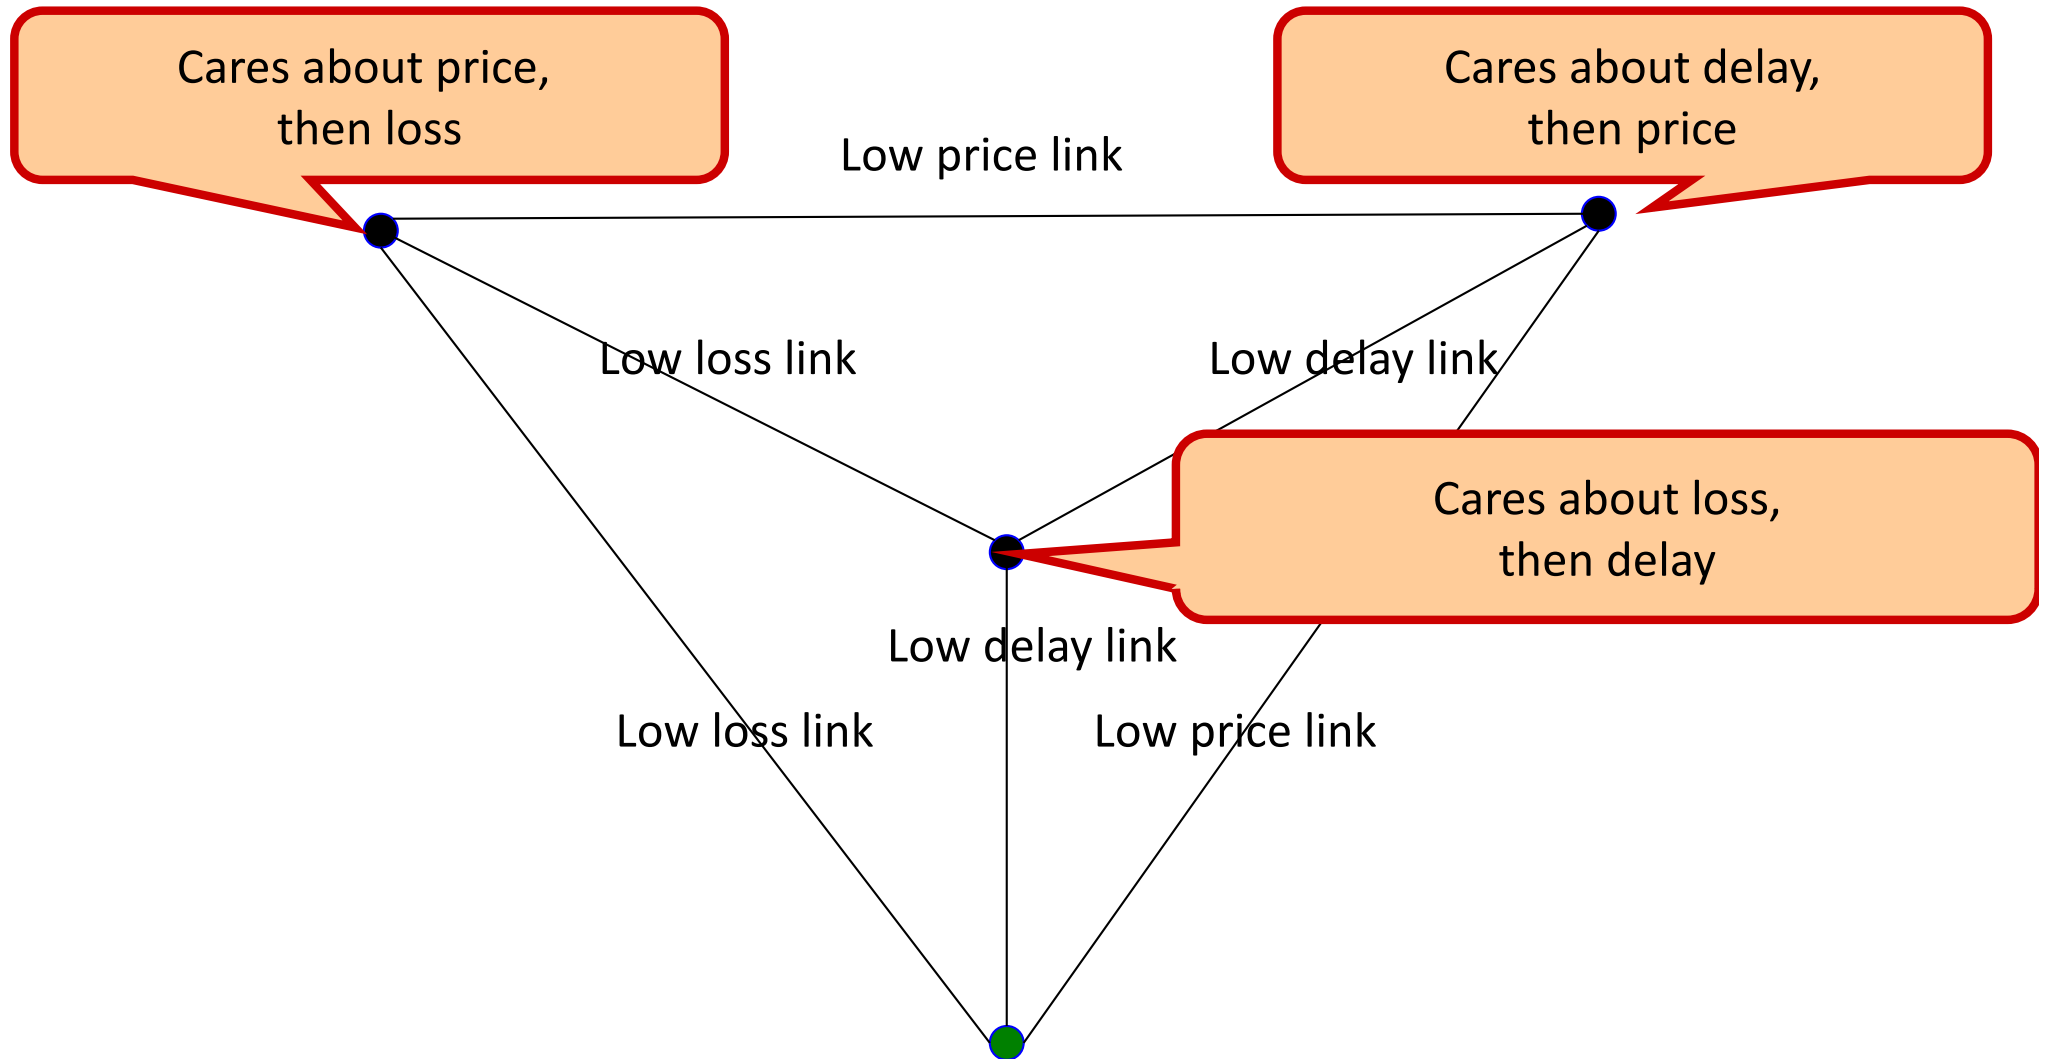 Cares about price,
then loss
Cares about delay,
then price
Low price link
Low loss link
Low delay link
Cares about loss,
then delay
Low delay link
Low loss link
Low price link